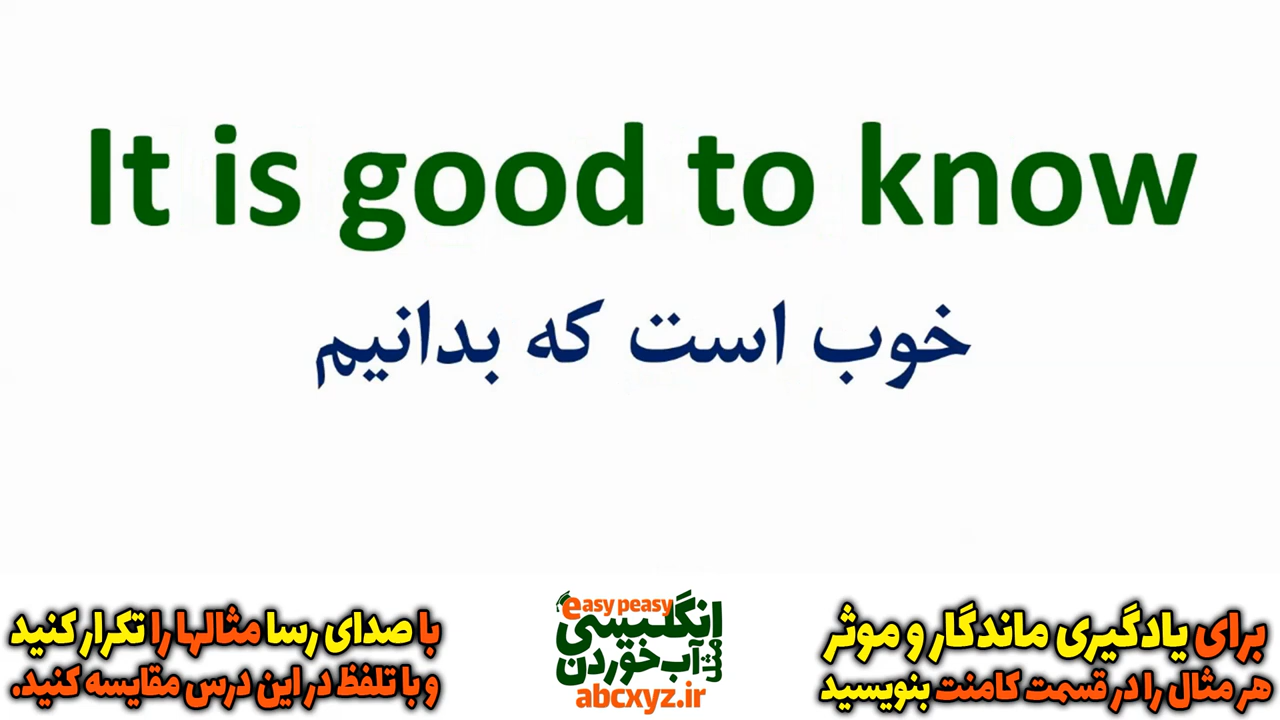 It is good to know
خوب است که بدانیم
برای یادگیری ماندگار و موثر
هر مثال را در قسمت کامنت بنویسید
easy peasy
انگلیسی
مثل آب خوردن
abcxyz.ir
با صدای رسا مثالها را تکرار کنید
و با تلفظ در این درس مقایسه کنید.